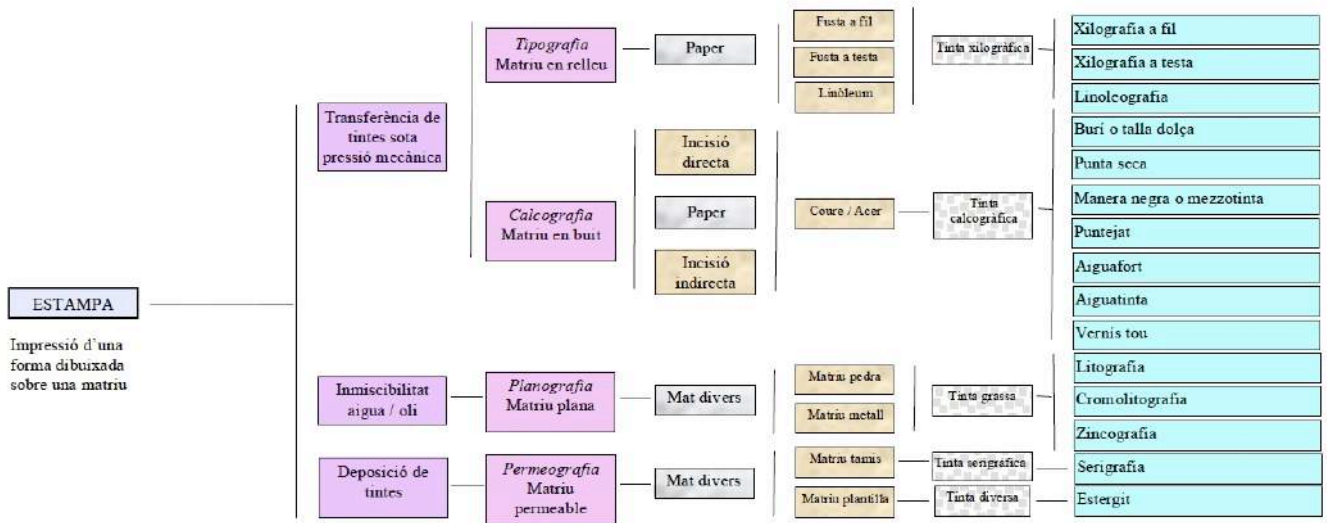 ESTAMPA
Impressió d'una
forma dibuixada
sobre una matriu
Transferència de
tintes sota
pressió mecànica
Inmiscibilitat
aigua / oli
Deposició de
tintes
Tipografia
Matriu en relleu
Calcografia
Matriu en buit
Planografia
Matriu plana
Permeografia
Matriu
permeable
Paper
Incisió
directa
Paper
Incisió
indirecta
Mat divers
Mat divers
Fusta a fil
Fusta a testa
Linòleum
Coure / Acer
Matriu pedra
Matriu metall
Matriu tamis
Matriu plantilla
Tinta xilogràfica
Tinta
calcogràfica
Tinta grassa
Tinta serigràfica
Tinta diversa
Xilografia a fil
Xilografia a testa
Linoleografia
Burí o talla dolça
Punta seca
Manera negra o mezzotinta
Puntejat
Aiguafort
Aiguatinta
Vernís tou
Litografia
Cromolitografia
Zincografia
Serigrafia
Estergit